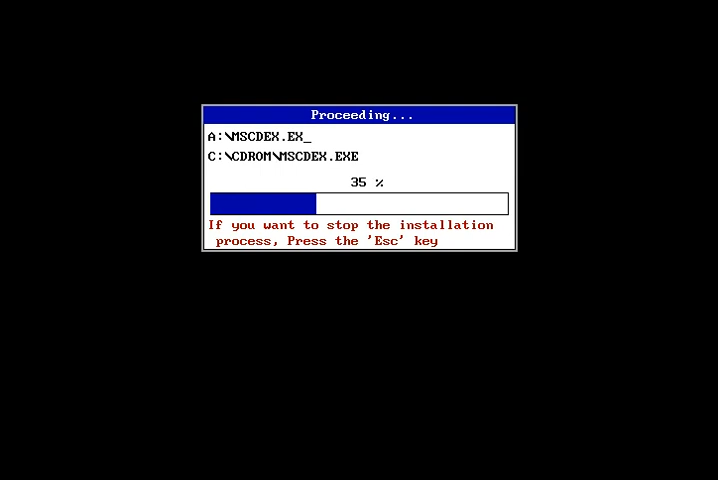 Proceeding...
A:\MSCDEX.EX_
C:\CDROM\MSCDEX.EXE
35 %
If you want to stop the installation
process, Press the 'Esc' key